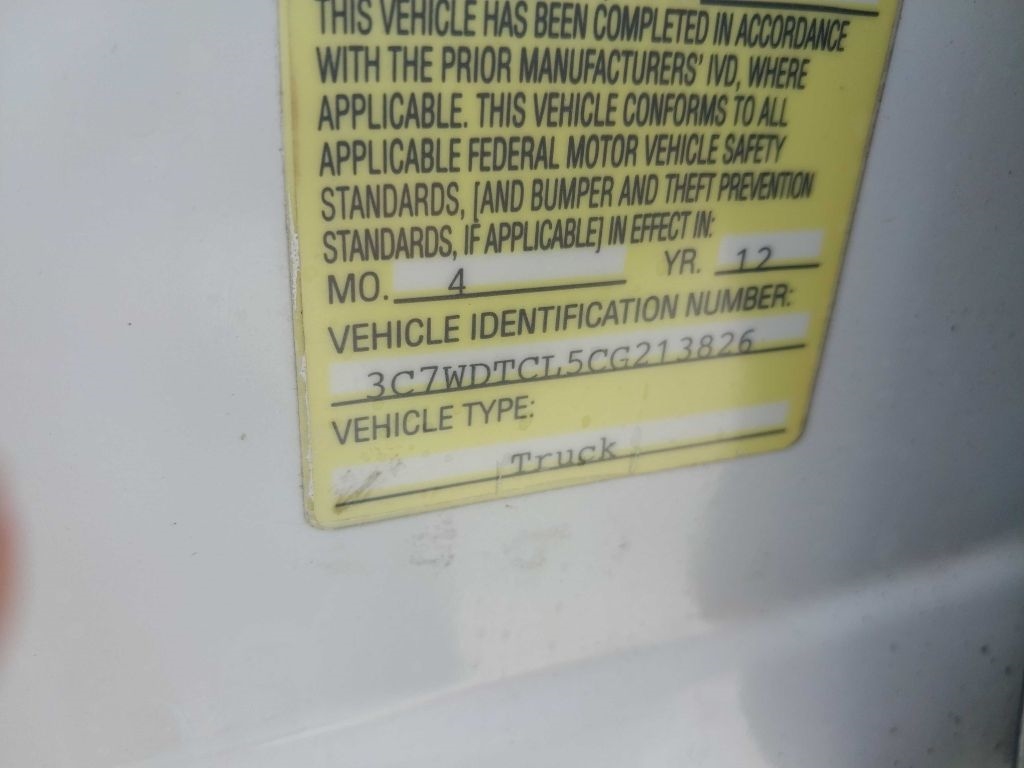 THIS VEHICLE HAS BEEN COMPLETED IN ACCORDANCE
WITH THE PRIOR MANUFACTURERS' IVD, WHERE
APPLICABLE. THIS VEHICLE CONFORMS TO ALL
APPLICABLE FEDERAL MOTOR VEHICLE SAFETY
STANDARDS, [AND BUMPER AND THEFT PREVENTION
STANDARDS, IF APPLICABLE] IN EFFECT IN:
MO. 4 YR. 12
VEHICLE IDENTIFICATION NUMBER:
3C7WDTCL5CG213826
VEHICLE TYPE:
Truck